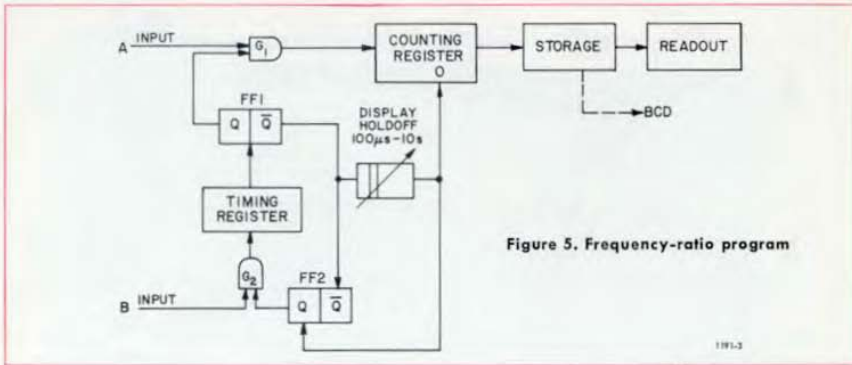 A INPUT
G1
COUNTING
REGISTER
O
STORAGE
READOUT
BCD
FF1
Q Q̅
DISPLAY
HOLDOFF
100μs-10s
TIMING
REGISTER
G2
FF2
Q Q̅
B INPUT
Figure 5. Frequency-ratio program
1191-3